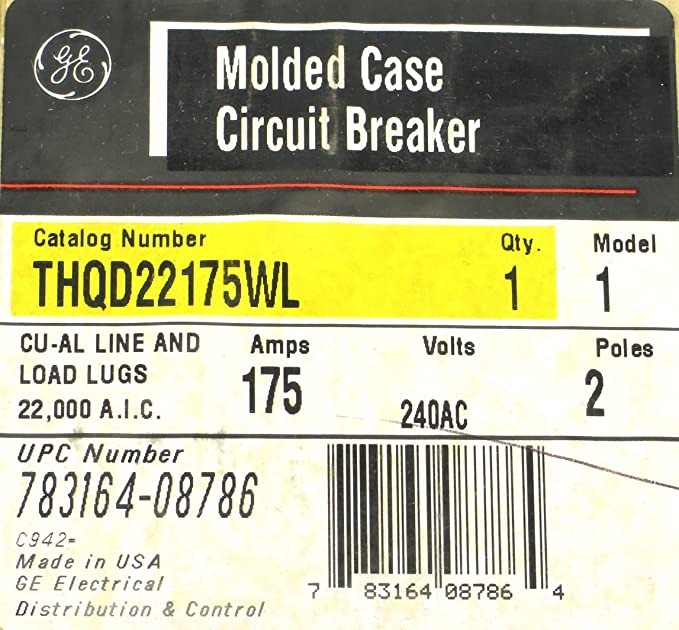 GE
Molded Case
Circuit Breaker
Catalog Number Qty. Model
THQD22175WL 1 1
CU-AL LINE AND Amps Volts Poles
LOAD LUGS 175 2
22,000 A.I.C. 240AC
UPC Number
783164-08786
C942=
Made in USA
GE Electrical
Distribution & Control
7 83164 08786 4